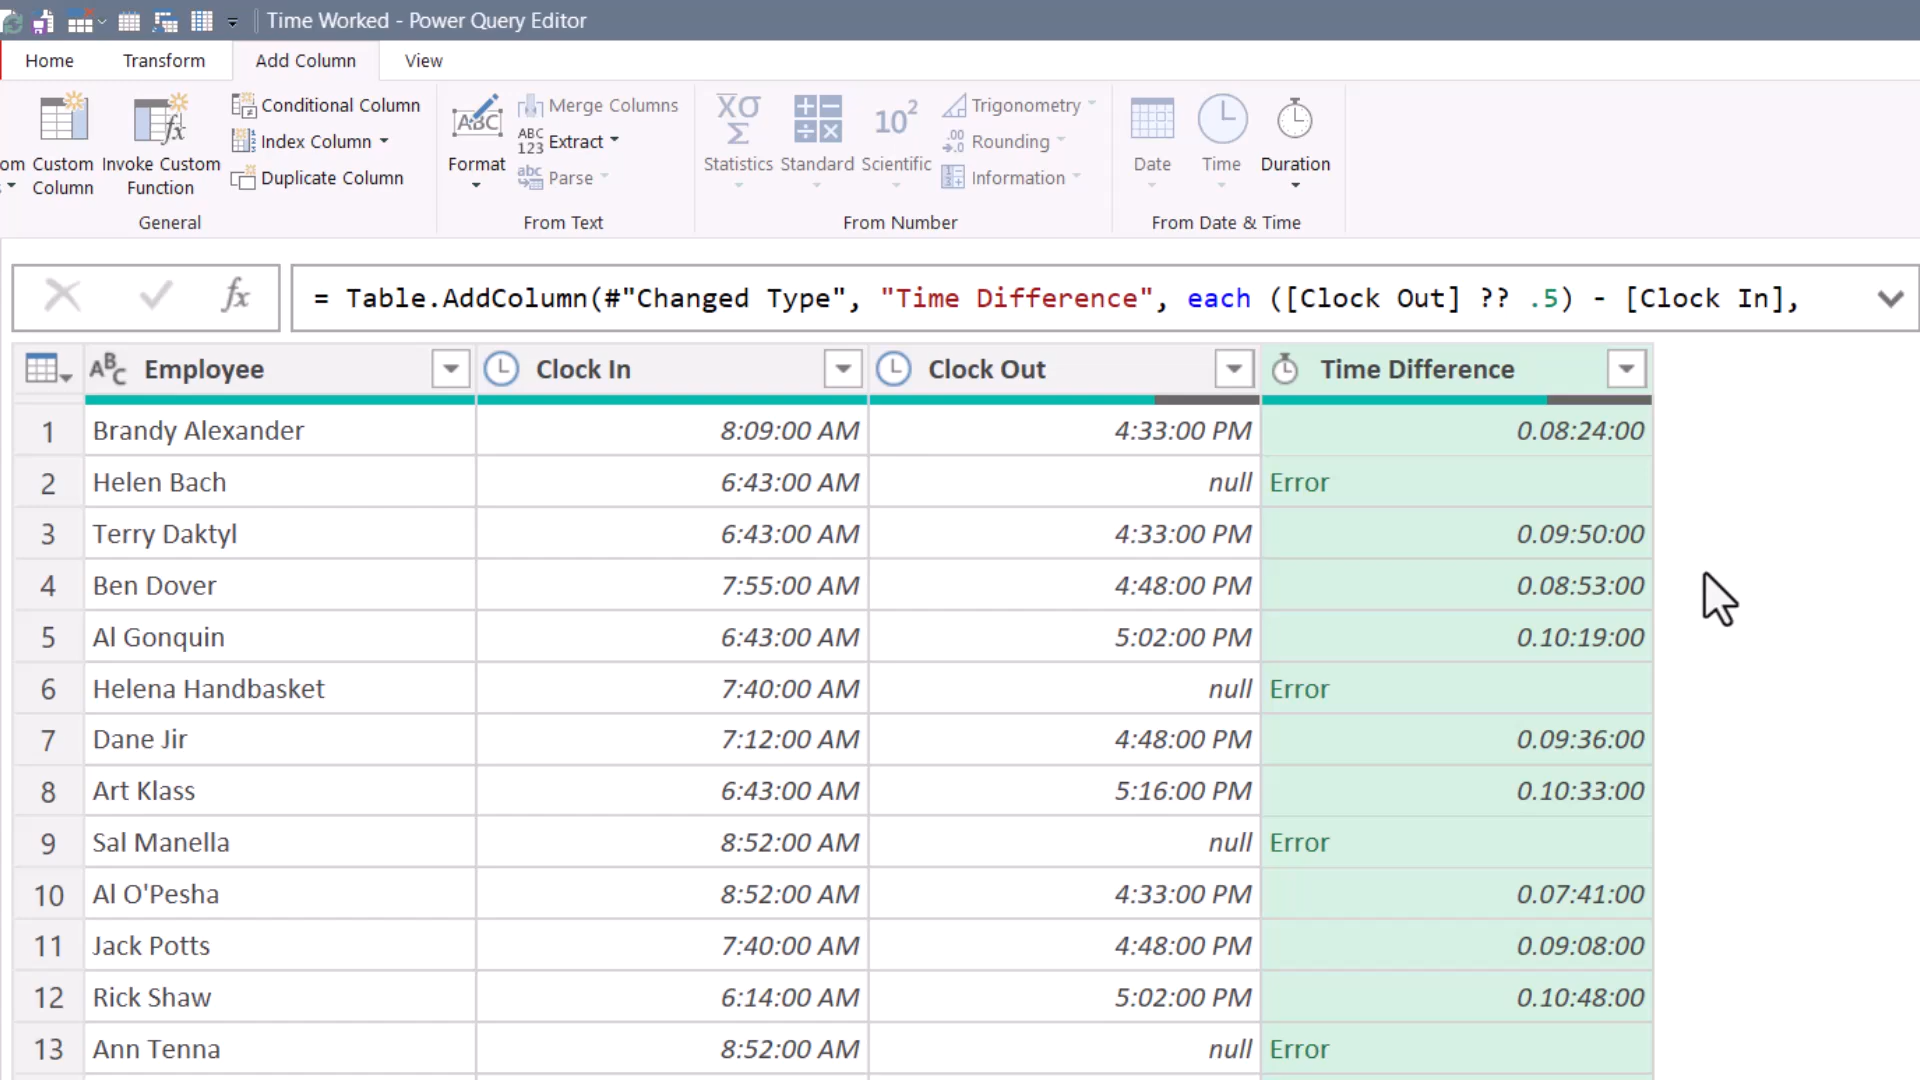 Time Worked - Power Query Editor
Home Transform Add Column View
Conditional Column
Index Column
Duplicate Column
om Custom Column
Invoke Custom Function
General
ABC
Format
Merge Columns
ABC 123 Extract
abc Parse
From Text
XO Σ
Statistics
Standard
10²
Scientific
Trigonometry
.00 .0 Rounding
Information
From Number
Date Time Duration
From Date & Time
fx = Table.AddColumn(#"Changed Type", "Time Difference", each ([Clock Out] ?? .5) - [Clock In],
ABC Employee Clock In Clock Out Time Difference
1 Brandy Alexander 8:09:00 AM 4:33:00 PM 0.08:24:00
2 Helen Bach 6:43:00 AM null Error
3 Terry Daktyl 6:43:00 AM 4:33:00 PM 0.09:50:00
4 Ben Dover 7:55:00 AM 4:48:00 PM 0.08:53:00
5 Al Gonquin 6:43:00 AM 5:02:00 PM 0.10:19:00
6 Helena Handbasket 7:40:00 AM null Error
7 Dane Jir 7:12:00 AM 4:48:00 PM 0.09:36:00
8 Art Klass 6:43:00 AM 5:16:00 PM 0.10:33:00
9 Sal Manella 8:52:00 AM null Error
10 Al O'Pesha 8:52:00 AM 4:33:00 PM 0.07:41:00
11 Jack Potts 7:40:00 AM 4:48:00 PM 0.09:08:00
12 Rick Shaw 6:14:00 AM 5:02:00 PM 0.10:48:00
13 Ann Tenna 8:52:00 AM null Error